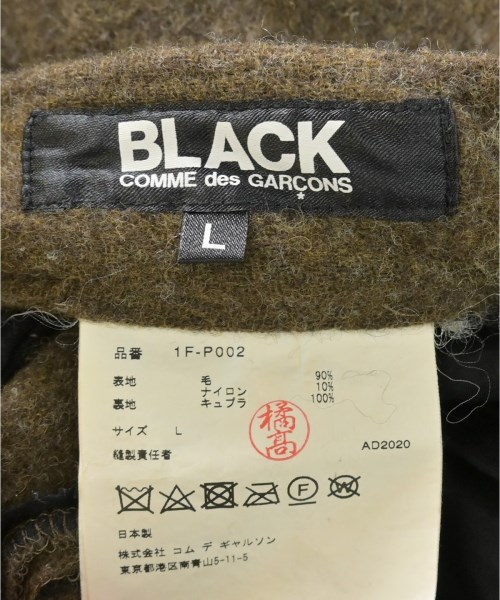 BLACK
COMME des GARÇONS
*
L
品番 1F-P002
表地 毛 90%
ナイロン 10%
裏地 キュプラ 100%
サイズ L
縫製責任者
橘高
AD2020
F W
日本製
株式会社 コム デ ギャルソン
東京都港区南青山5-11-5